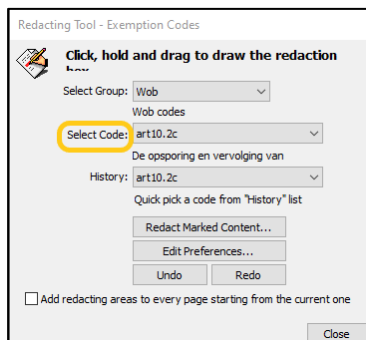 Redacting Tool - Exemption Codes
Click, hold and drag to draw the redaction
Select Group: Wob
Wob codes
Select Code: art10.2c
De opsporing en vervolging van
History: art10.2c
Quick pick a code from "History" list
Redact Marked Content...
Edit Preferences...
Undo Redo
Add redacting areas to every page starting from the current one
Close